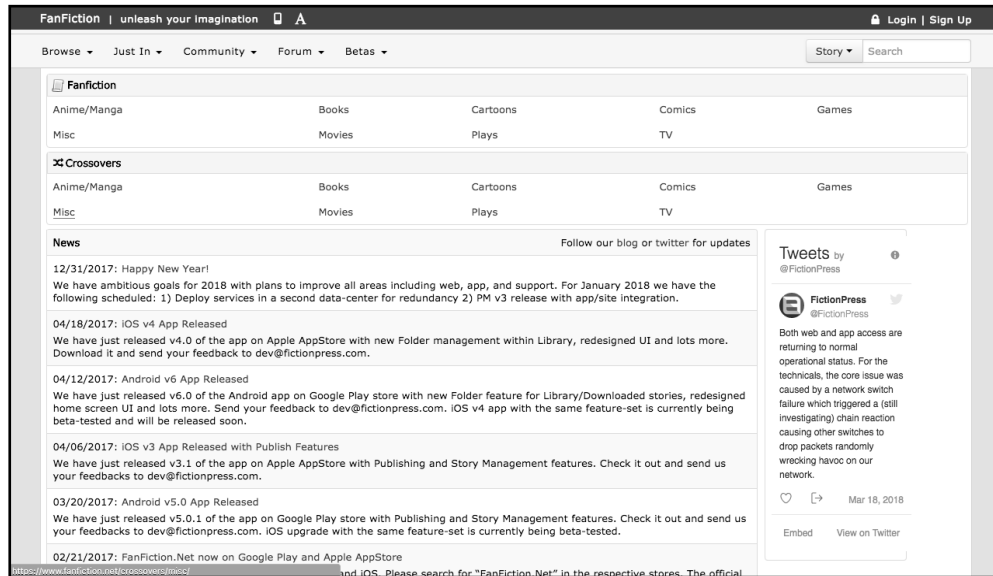 FanFiction | unleash your imagination A Login | Sign Up
Browse Just In Community Forum Betas Story Search
Fanfiction
Anime/Manga Books Cartoons Comics Games
Misc Movies Plays TV
Crossovers
Anime/Manga Books Cartoons Comics Games
Misc Movies Plays TV
News Follow our blog or twitter for updates
12/31/2017: Happy New Year!
We have ambitious goals for 2018 with plans to improve all areas including web, app, and support. For January 2018 we have the
following scheduled: 1) Deploy services in a second data-center for redundancy 2) PM v3 release with app/site integration.
04/18/2017: iOS v4 App Released
We have just released v4.0 of the app on Apple AppStore with new Folder management within Library, redesigned UI and lots more.
Download it and send your feedback to dev@fictionpress.com.
04/12/2017: Android v6 App Released
We have just released v6.0 of the Android app on Google Play store with new Folder feature for Library/Downloaded stories, redesigned
home screen UI and lots more. Send your feedback to dev@fictionpress.com. iOS v4 app with the same feature-set is currently being
beta-tested and will be released soon.
04/06/2017: iOS v3 App Released with Publish Features
We have just released v3.1 of the app on Apple AppStore with Publishing and Story Management features. Check it out and send us
your feedbacks to dev@fictionpress.com.
03/20/2017: Android v5.0 App Released
We have just released v5.0.1 of the app on Google Play store with Publishing and Story Management features. Check it out and send us
your feedbacks to dev@fictionpress.com. iOS upgrade with the same feature-set is currently being beta-tested.
02/21/2017: FanFiction.Net now on Google Play and Apple AppStore
and iOS. Please search for "FanFiction.Net" in the respective stores. The official
https://www.fanfiction.net/crossovers/misc/
Tweets by
@FictionPress
FictionPress
@FictionPress
Both web and app access are
returning to normal
operational status. For the
technicals, the core issue was
caused by a network switch
failure which triggered a (still
investigating) chain reaction
causing other switches to
drop packets randomly
wrecking havoc on our
network.
Mar 18, 2018
Embed View on Twitter